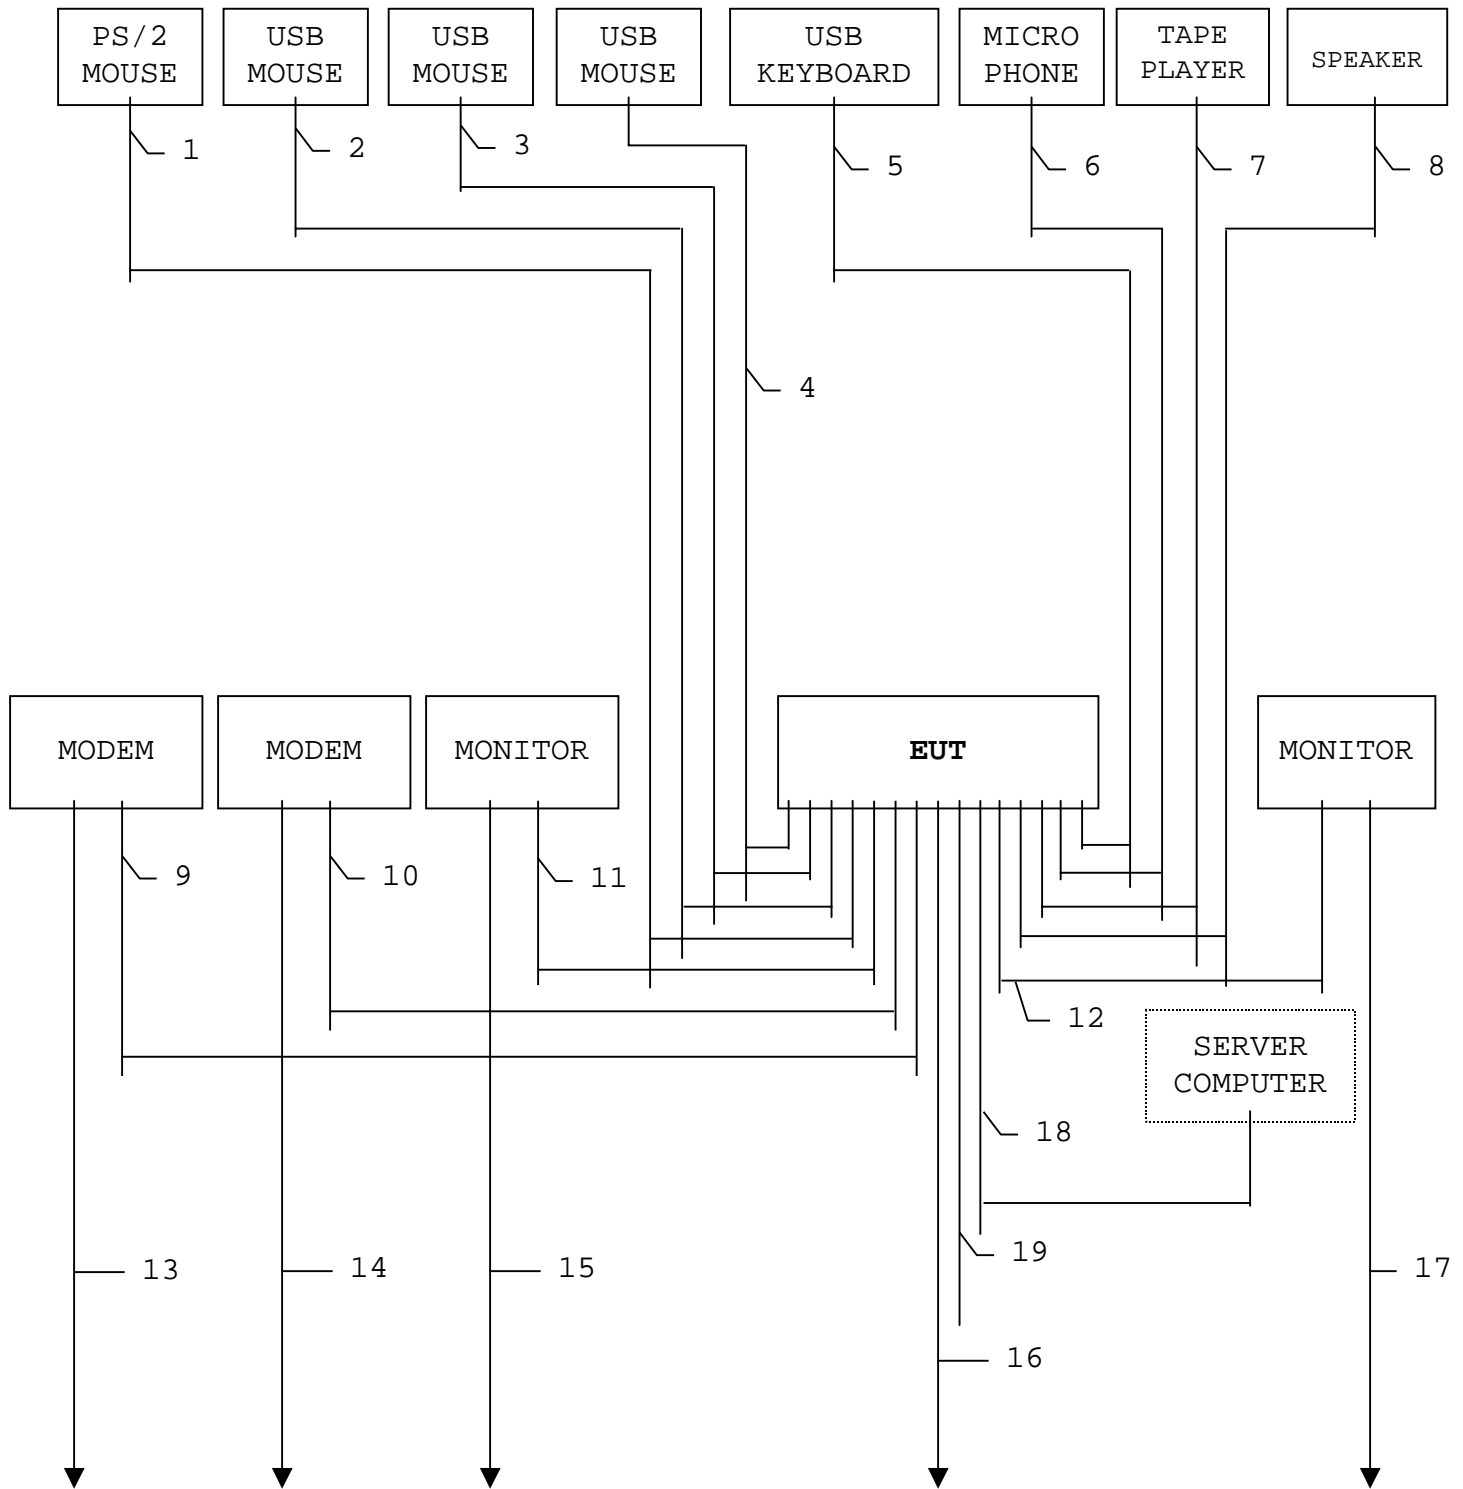 PS/2
MOUSE
USB
MOUSE
USB
MOUSE
USB
MOUSE
USB
KEYBOARD
MICRO
PHONE
TAPE
PLAYER
SPEAKER
1
2
3
5
6
7
8
4
MODEM
MODEM
MONITOR
EUT
MONITOR
9
10
11
12
SERVER
COMPUTER
18
19
13
14
15
17
16